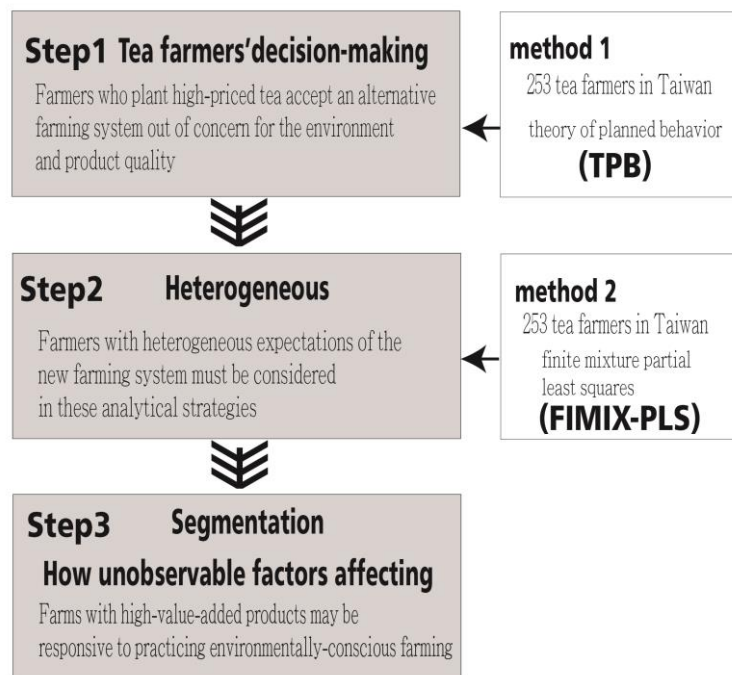 Step1 Tea farmers'decision-making
Farmers who plant high-priced tea accept an alternative
farming system out of concern for the environment
and product quality
method 1
253 tea farmers in Taiwan
theory of planned behavior
(TPB)
Step2 Heterogeneous
Farmers with heterogeneous expectations of the
new farming system must be considered
in these analytical strategies
method 2
253 tea farmers in Taiwan
finite mixture partial
least squares
(FIMIX-PLS)
Step3 Segmentation
How unobservable factors affecting
Farms with high-value-added products may be
responsive to practicing environmentally-conscious farming